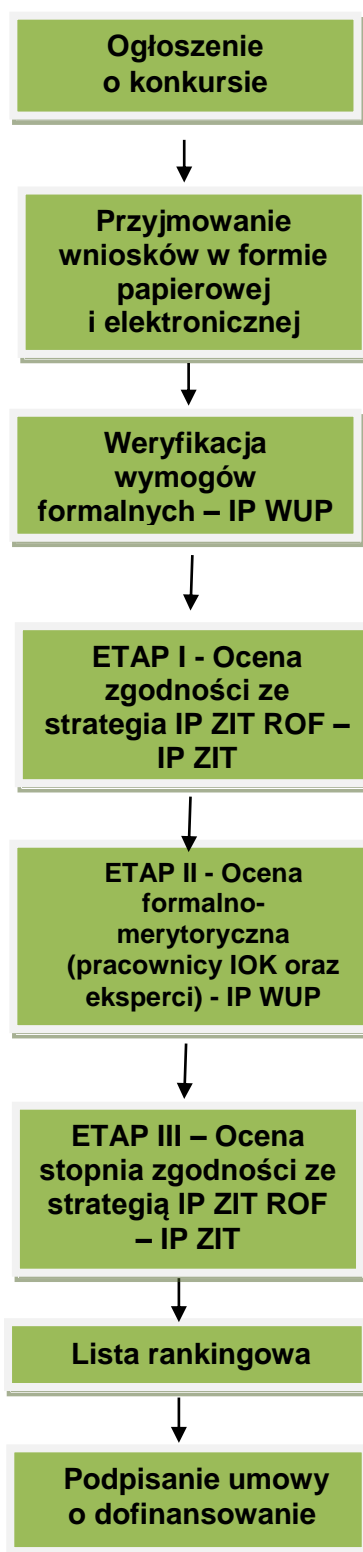 Ogłoszenie
o konkursie
Przyjmowanie
wniosków w formie
papierowej
i elektronicznej
Weryfikacja
wymogów
formalnych – IP WUP
ETAP I - Ocena
zgodności ze
strategia IP ZIT ROF –
IP ZIT
ETAP II - Ocena
formalno-
merytoryczna
(pracownicy IOK oraz
eksperci) - IP WUP
ETAP III – Ocena
stopnia zgodności ze
strategią IP ZIT ROF
– IP ZIT
Lista rankingowa
Podpisanie umowy
o dofinansowanie